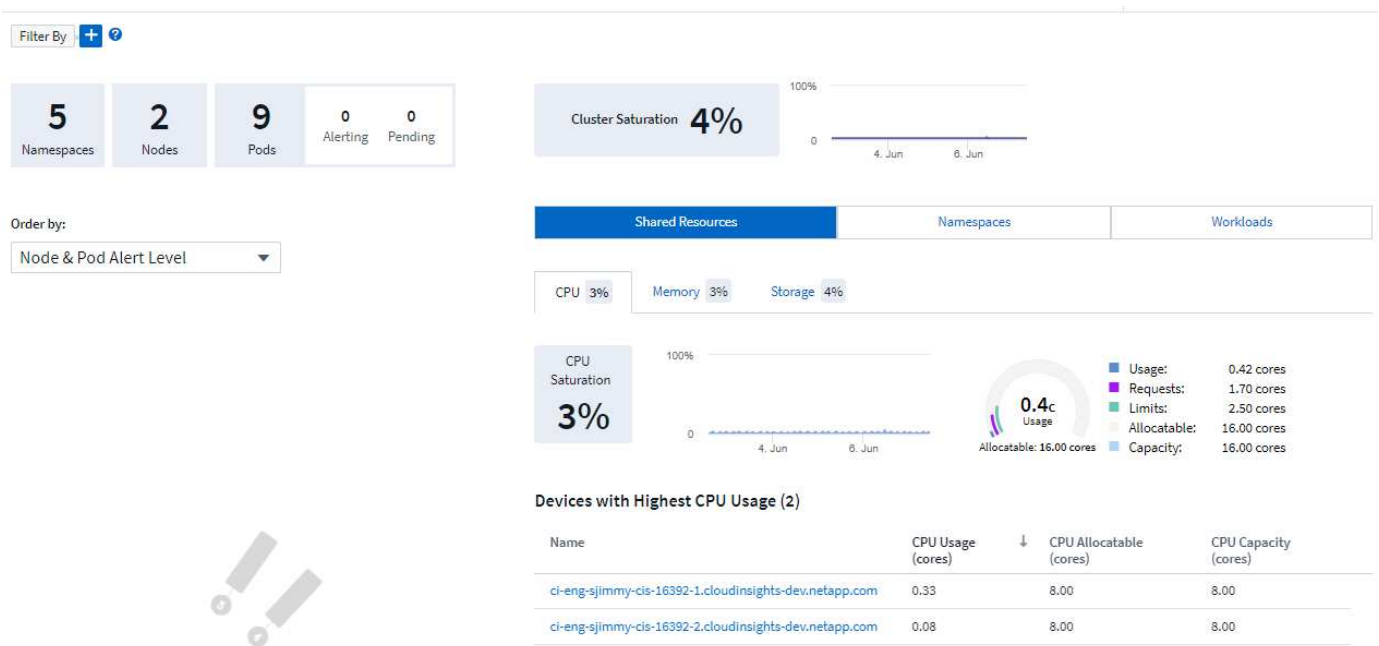 Filter By + ?
5
Namespaces
2
Nodes
9
Pods
0
Alerting
0
Pending
Cluster Saturation 4%
100%
0
4. Jun 6. Jun
Order by:
Node & Pod Alert Level
Shared Resources Namespaces Workloads
CPU 3% Memory 3% Storage 4%
CPU
Saturation
3%
100%
0
4. Jun 6. Jun
0.4c
Usage
Allocatable: 16.00 cores
Usage: 0.42 cores
Requests: 1.70 cores
Limits: 2.50 cores
Allocatable: 16.00 cores
Capacity: 16.00 cores
Devices with Highest CPU Usage (2)
Name CPU Usage ↓ CPU Allocatable CPU Capacity
(cores) (cores) (cores)
ci-eng-sjimmy-cis-16392-1.cloudinsights-dev.netapp.com 0.33 8.00 8.00
ci-eng-sjimmy-cis-16392-2.cloudinsights-dev.netapp.com 0.08 8.00 8.00